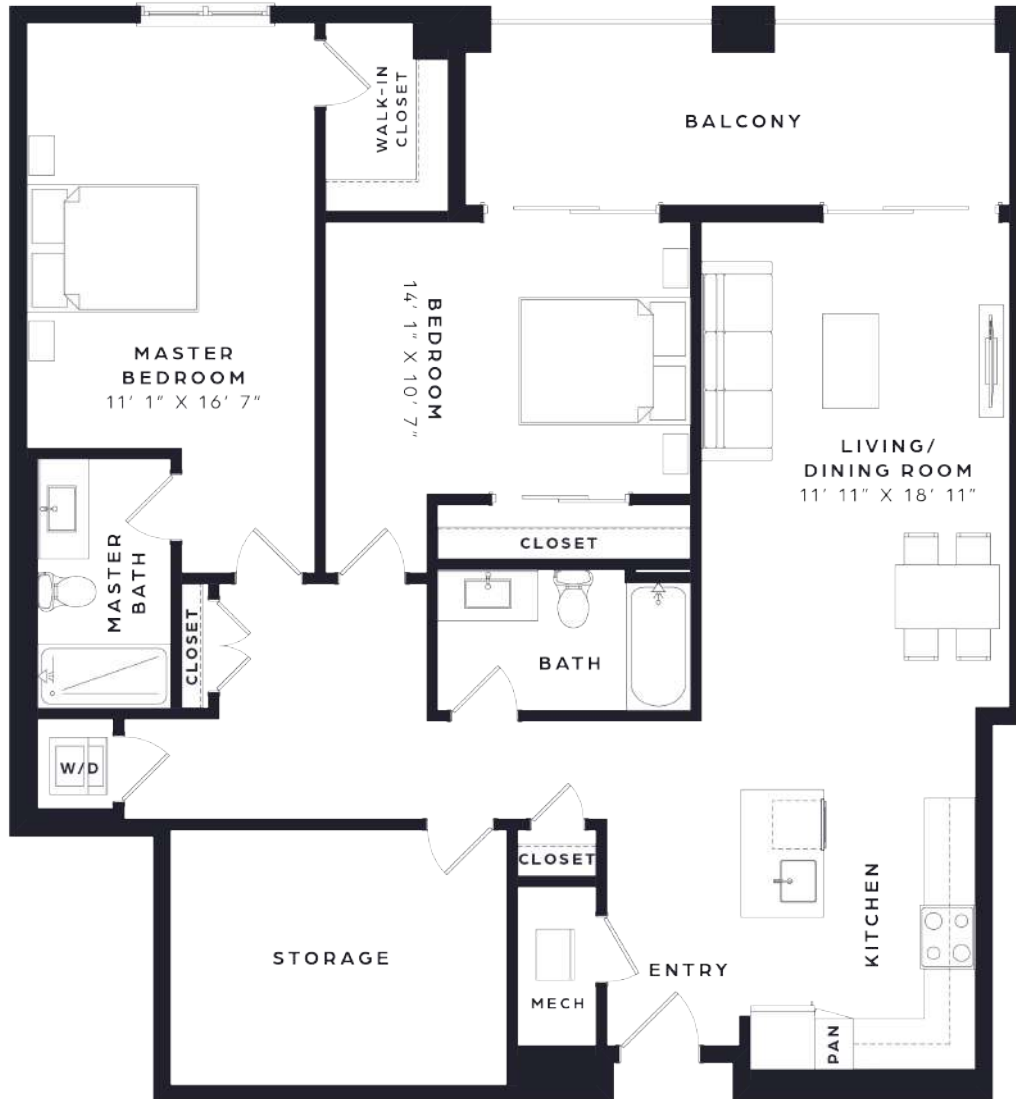 WALK-IN
CLOSET
BALCONY
MASTER
BEDROOM
11' 1" X 16' 7"
BEDROOM
14' 1" X 10' 7"
LIVING/
DINING ROOM
11' 11" X 18' 11"
CLOSET
MASTER
BATH
CLOSET
BATH
W/D
CLOSET
STORAGE
MECH
ENTRY
KITCHEN
PAN